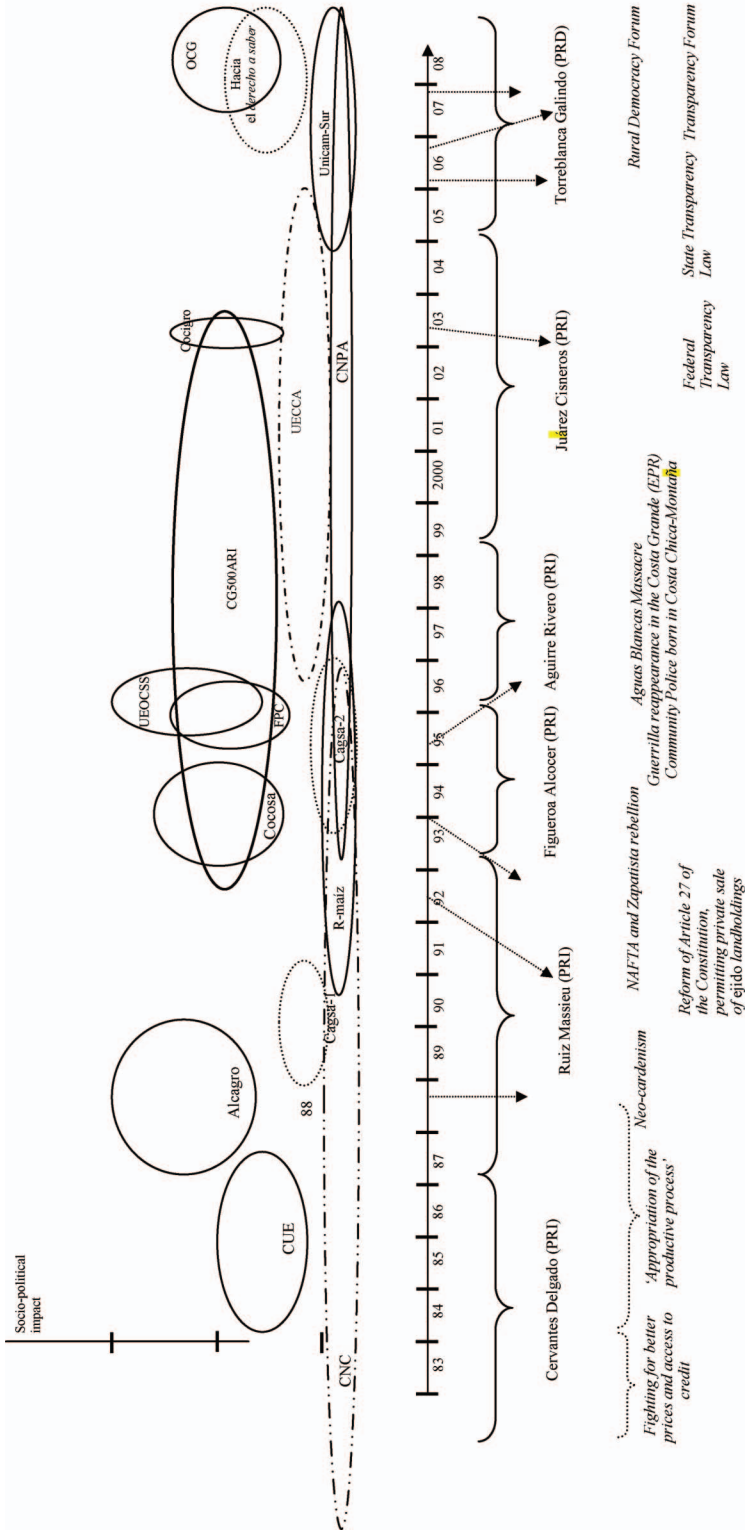 Socio-political
impact
OCG
Hacia
el derecho a saber
Cocigro
UEOCSS
CG500ARI
FPC
Cocosa
Alcagro
CUE
UECCA
88
Cagsa-1
Unicam-Sur
CNPA
Cagsa-2
R-maíz
CNC
83
84
85
86
87
89
90
91
92
93
94
95
96
97
98
99
2000
01
02
03
04
05
06
07
08
Cervantes Delgado (PRI)
Ruiz Massieu (PRI)
Figueroa Alcocer (PRI)
Aguirre Rivero (PRI)
Juárez Cisneros (PRI)
Torreblanca Galindo (PRD)
Fighting for better
prices and access to
credit
'Appropriation of the
productive process'
Neo-cardenism
NAFTA and Zapatista rebellion
Reform of Article 27 of
the Constitution,
permitting private sale
of ejido landholdings
Aguas Blancas Massacre
Guerrilla reappearance in the Costa Grande (EPR)
Community Police born in Costa Chica-Montaña
Federal
Transparency
Law
State Transparency
Law
Rural Democracy Forum
Transparency Forum